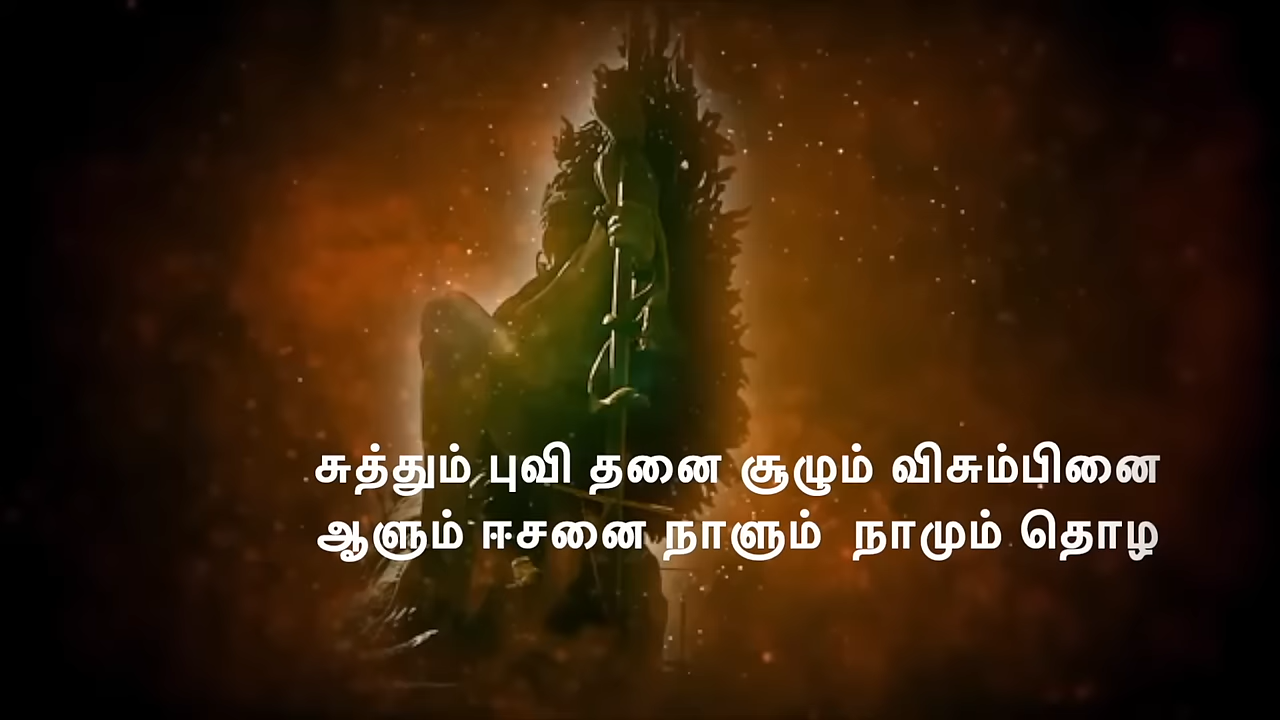 சுத்தும் புவி தனை சூழும் விசும்பினை
ஆளும் ஈசனை நாளும் நாமும் தொழ